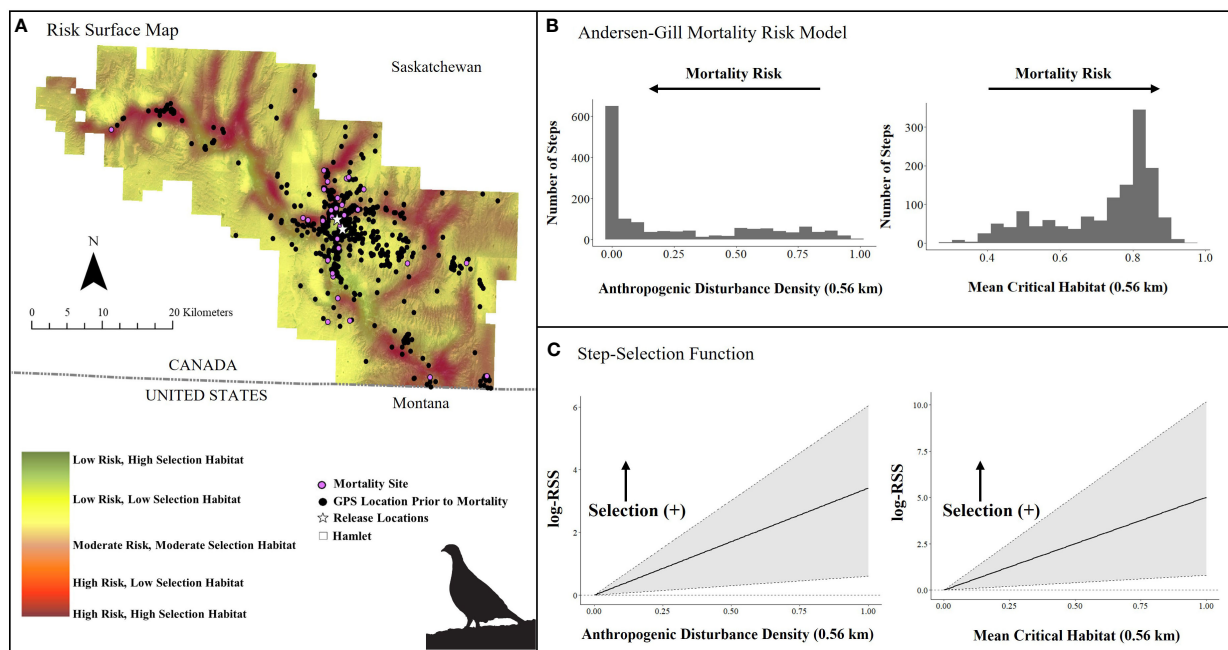 A
Risk Surface Map
Saskatchewan
N
0 5 10 20 Kilometers
CANADA
UNITED STATES
Montana
Low Risk, High Selection Habitat
Low Risk, Low Selection Habitat
Moderate Risk, Moderate Selection Habitat
High Risk, Low Selection Habitat
High Risk, High Selection Habitat
Mortality Site
GPS Location Prior to Mortality
Release Locations
Hamlet
B
Andersen-Gill Mortality Risk Model
Mortality Risk
Number of Steps
600
400
200
0
0.00 0.25 0.50 0.75 1.00
Anthropogenic Disturbance Density (0.56 km)
Mortality Risk
Number of Steps
300
200
100
0
0.4 0.6 0.8 1.0
Mean Critical Habitat (0.56 km)
C
Step-Selection Function
log-RSS
6
4
2
0
Selection (+)
0.00 0.25 0.50 0.75 1.00
Anthropogenic Disturbance Density (0.56 km)
log-RSS
10.0
7.5
5.0
2.5
0.0
Selection (+)
0.00 0.25 0.50 0.75 1.00
Mean Critical Habitat (0.56 km)